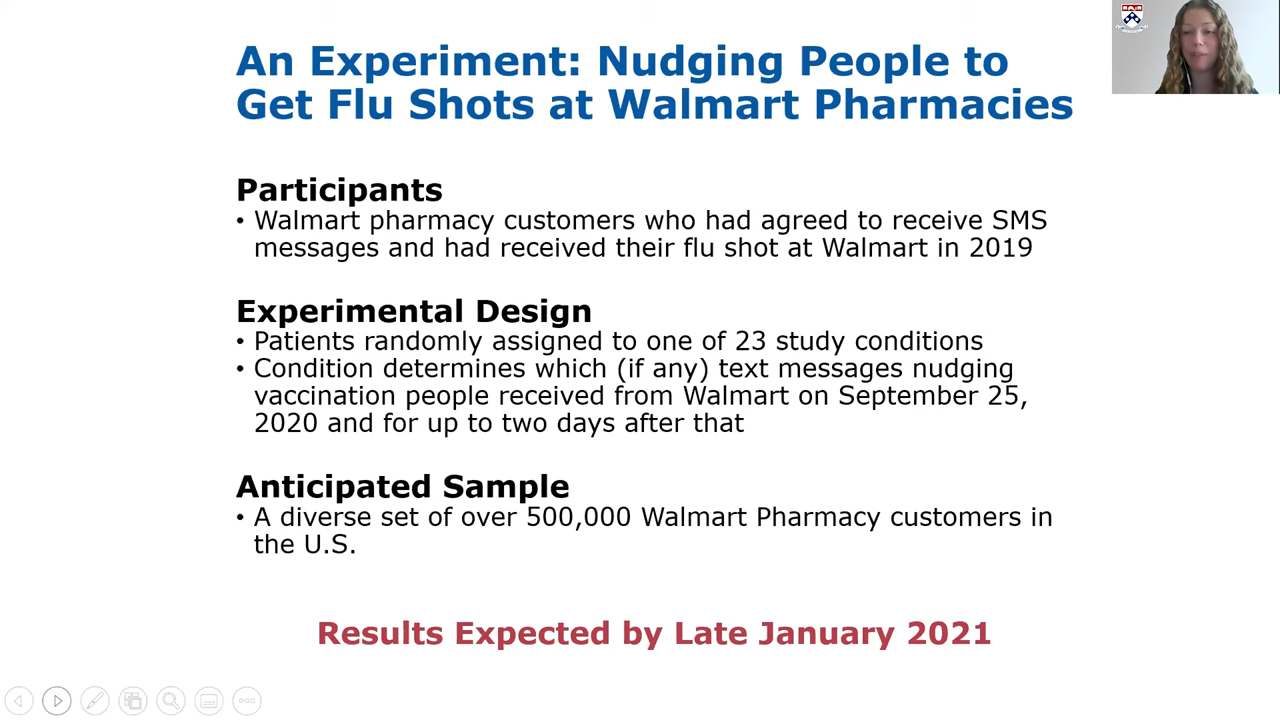 An Experiment: Nudging People to
Get Flu Shots at Walmart Pharmacies
Participants
• Walmart pharmacy customers who had agreed to receive SMS
messages and had received their flu shot at Walmart in 2019
Experimental Design
• Patients randomly assigned to one of 23 study conditions
• Condition determines which (if any) text messages nudging
vaccination people received from Walmart on September 25,
2020 and for up to two days after that
Anticipated Sample
• A diverse set of over 500,000 Walmart Pharmacy customers in
the U.S.
Results Expected by Late January 2021